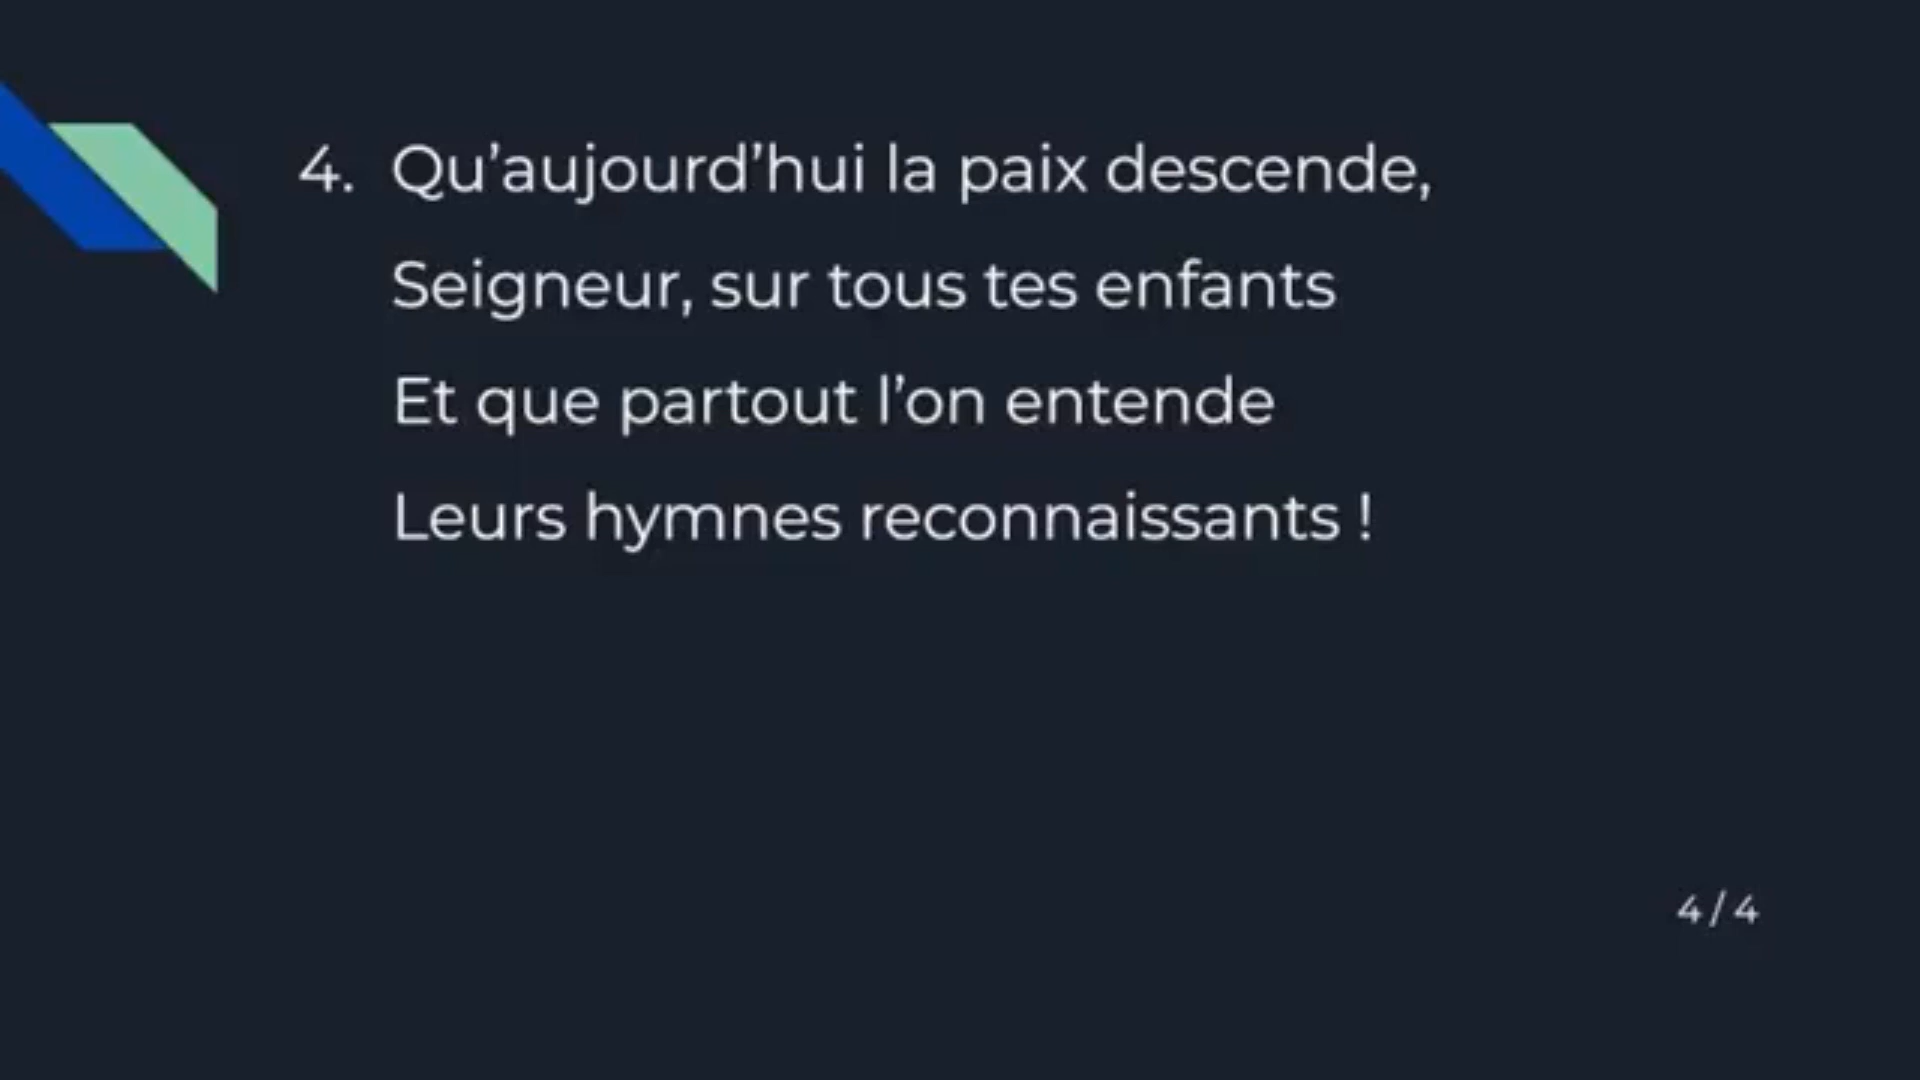 4. Qu’aujourd’hui la paix descende,
Seigneur, sur tous tes enfants
Et que partout l’on entende
Leurs hymnes reconnaissants !
4 / 4